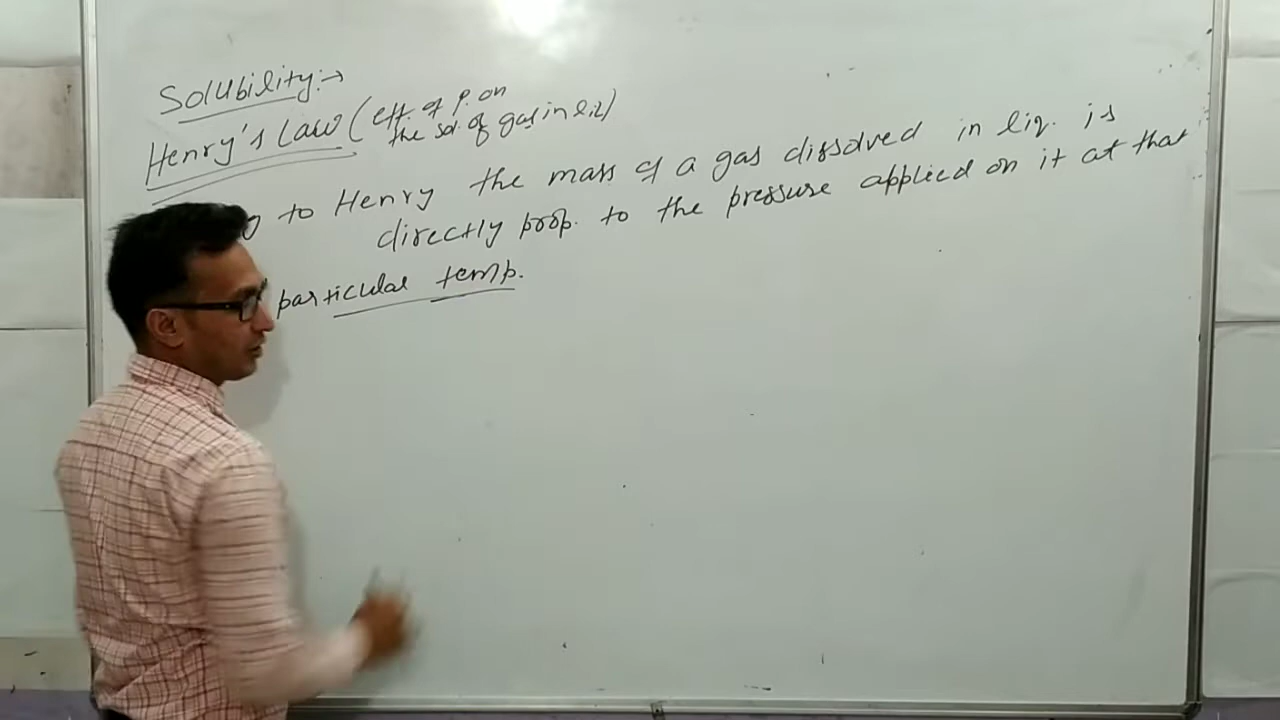 Solubility:→
Henry's Law (eff. of P. on
the sol. of gas in liq)
g to Henry the mass of a gas dissolved in liq. is
directly prop. to the pressure applied on it at that
particular temp.